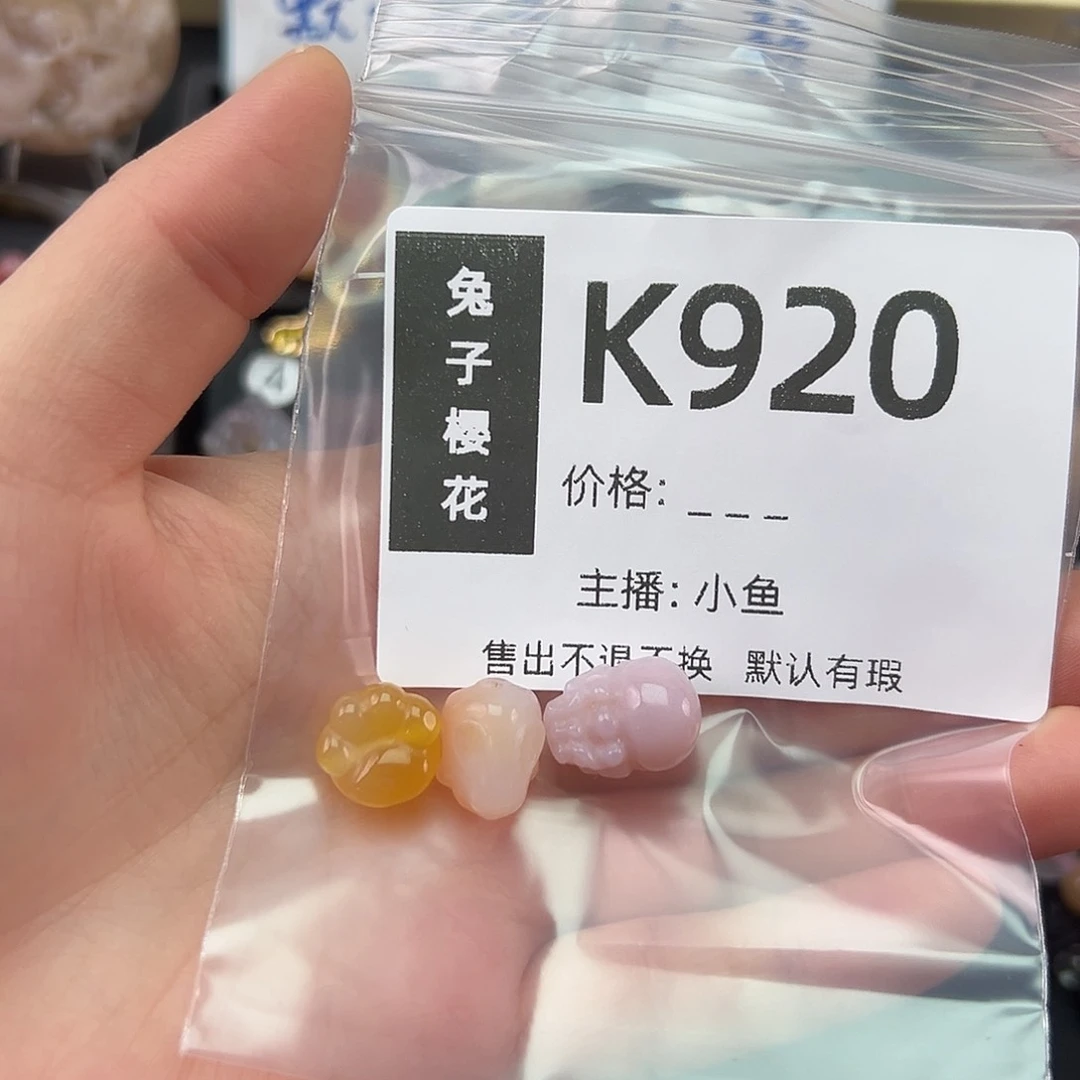 兔子樱花
K920
价格: _ _ _
主播: 小鱼
售出不退不换 默认有瑕
4